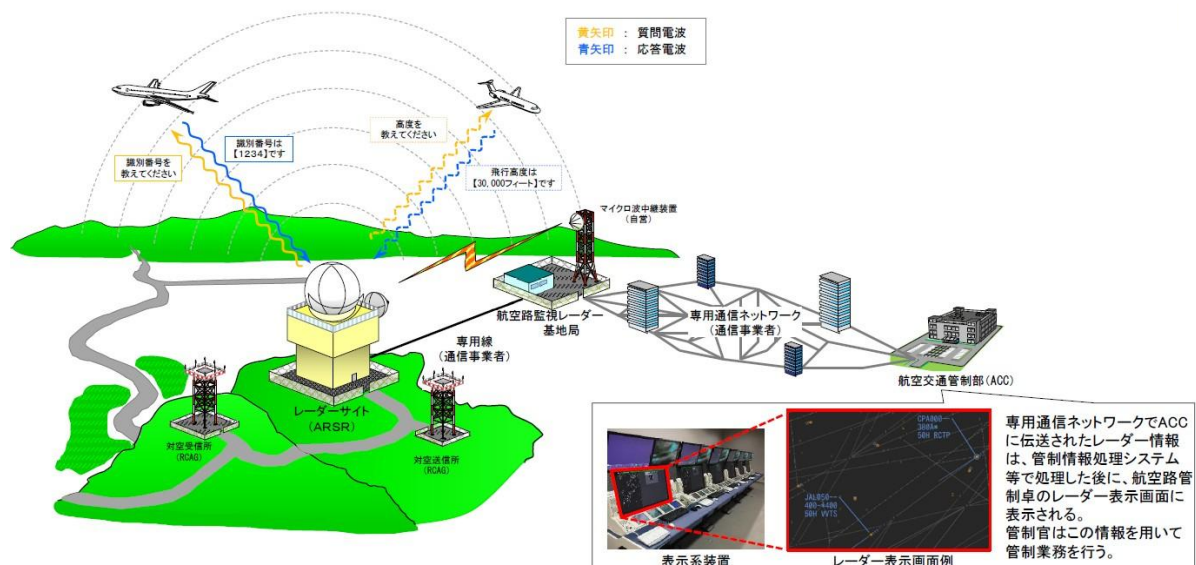 黄矢印 : 質問電波
青矢印 : 応答電波
識別番号は
【1234】です
識別番号を
教えてください
高度を
教えてください
飛行高度は
【30,000フィート】です
マイクロ波中継装置
(自営)
航空路監視レーダー
基地局
専用線
(通信事業者)
専用通信ネットワーク
(通信事業者)
航空交通管制部(ACC)
レーダーサイト
(ARSR)
対空受信所
(RCAG)
対空送信所
(RCAG)
CPA000
380A*
50H RCTP
JAL050
400-A400
50H VVTS
表示系装置
レーダー表示画面例
専用通信ネットワークでACC
に伝送されたレーダー情報
は、管制情報処理システム
等で処理した後に、航空路管
制卓のレーダー表示画面に
表示される。
管制官はこの情報を用いて
管制業務を行う。